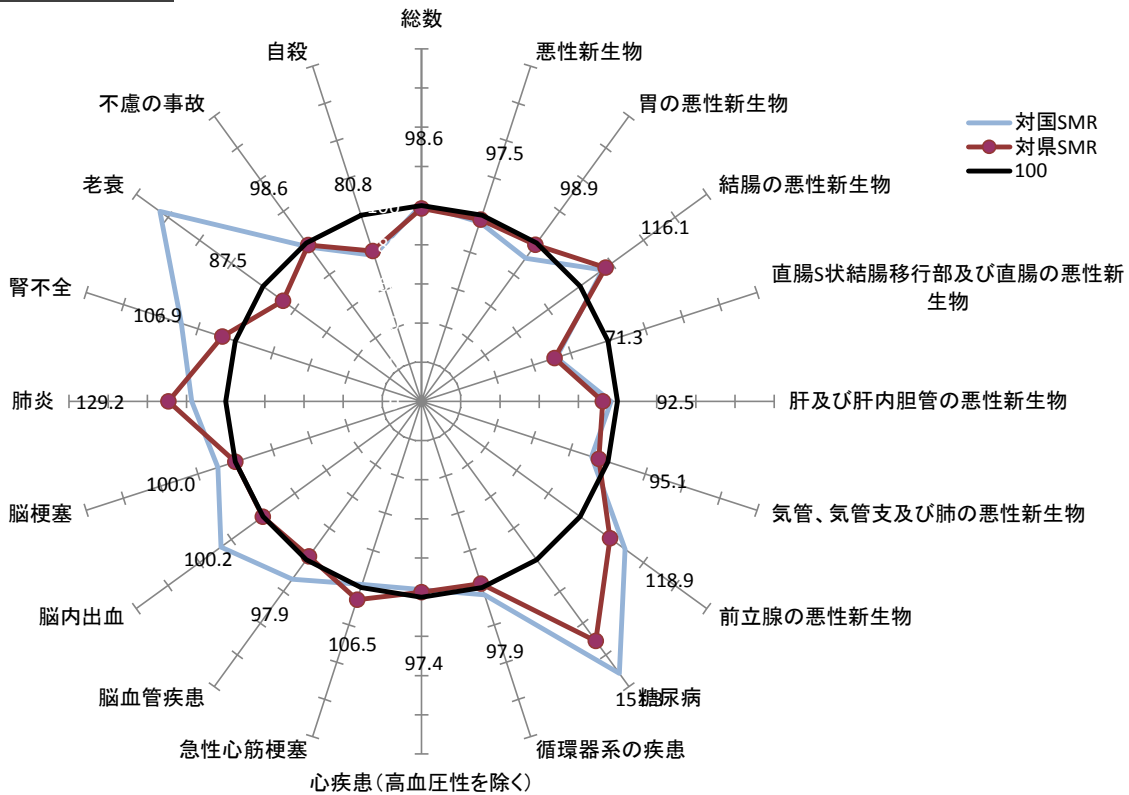 総数
自殺
悪性新生物
不慮の事故
胃の悪性新生物
対国SMR
対県SMR
100
98.6
97.5
老衰
98.6
80.8
98.9
結腸の悪性新生物
116.1
87.5
腎不全
106.9
直腸S状結腸移行部及び直腸の悪性新
生物
71.3
肺炎
129.2
92.5
肝及び肝内胆管の悪性新生物
脳梗塞
100.0
95.1
気管、気管支及び肺の悪性新生物
脳内出血
100.2
118.9
前立腺の悪性新生物
脳血管疾患
97.9
106.5
97.4
97.9
糖尿病
急性心筋梗塞
循環器系の疾患
心疾患(高血圧性を除く)